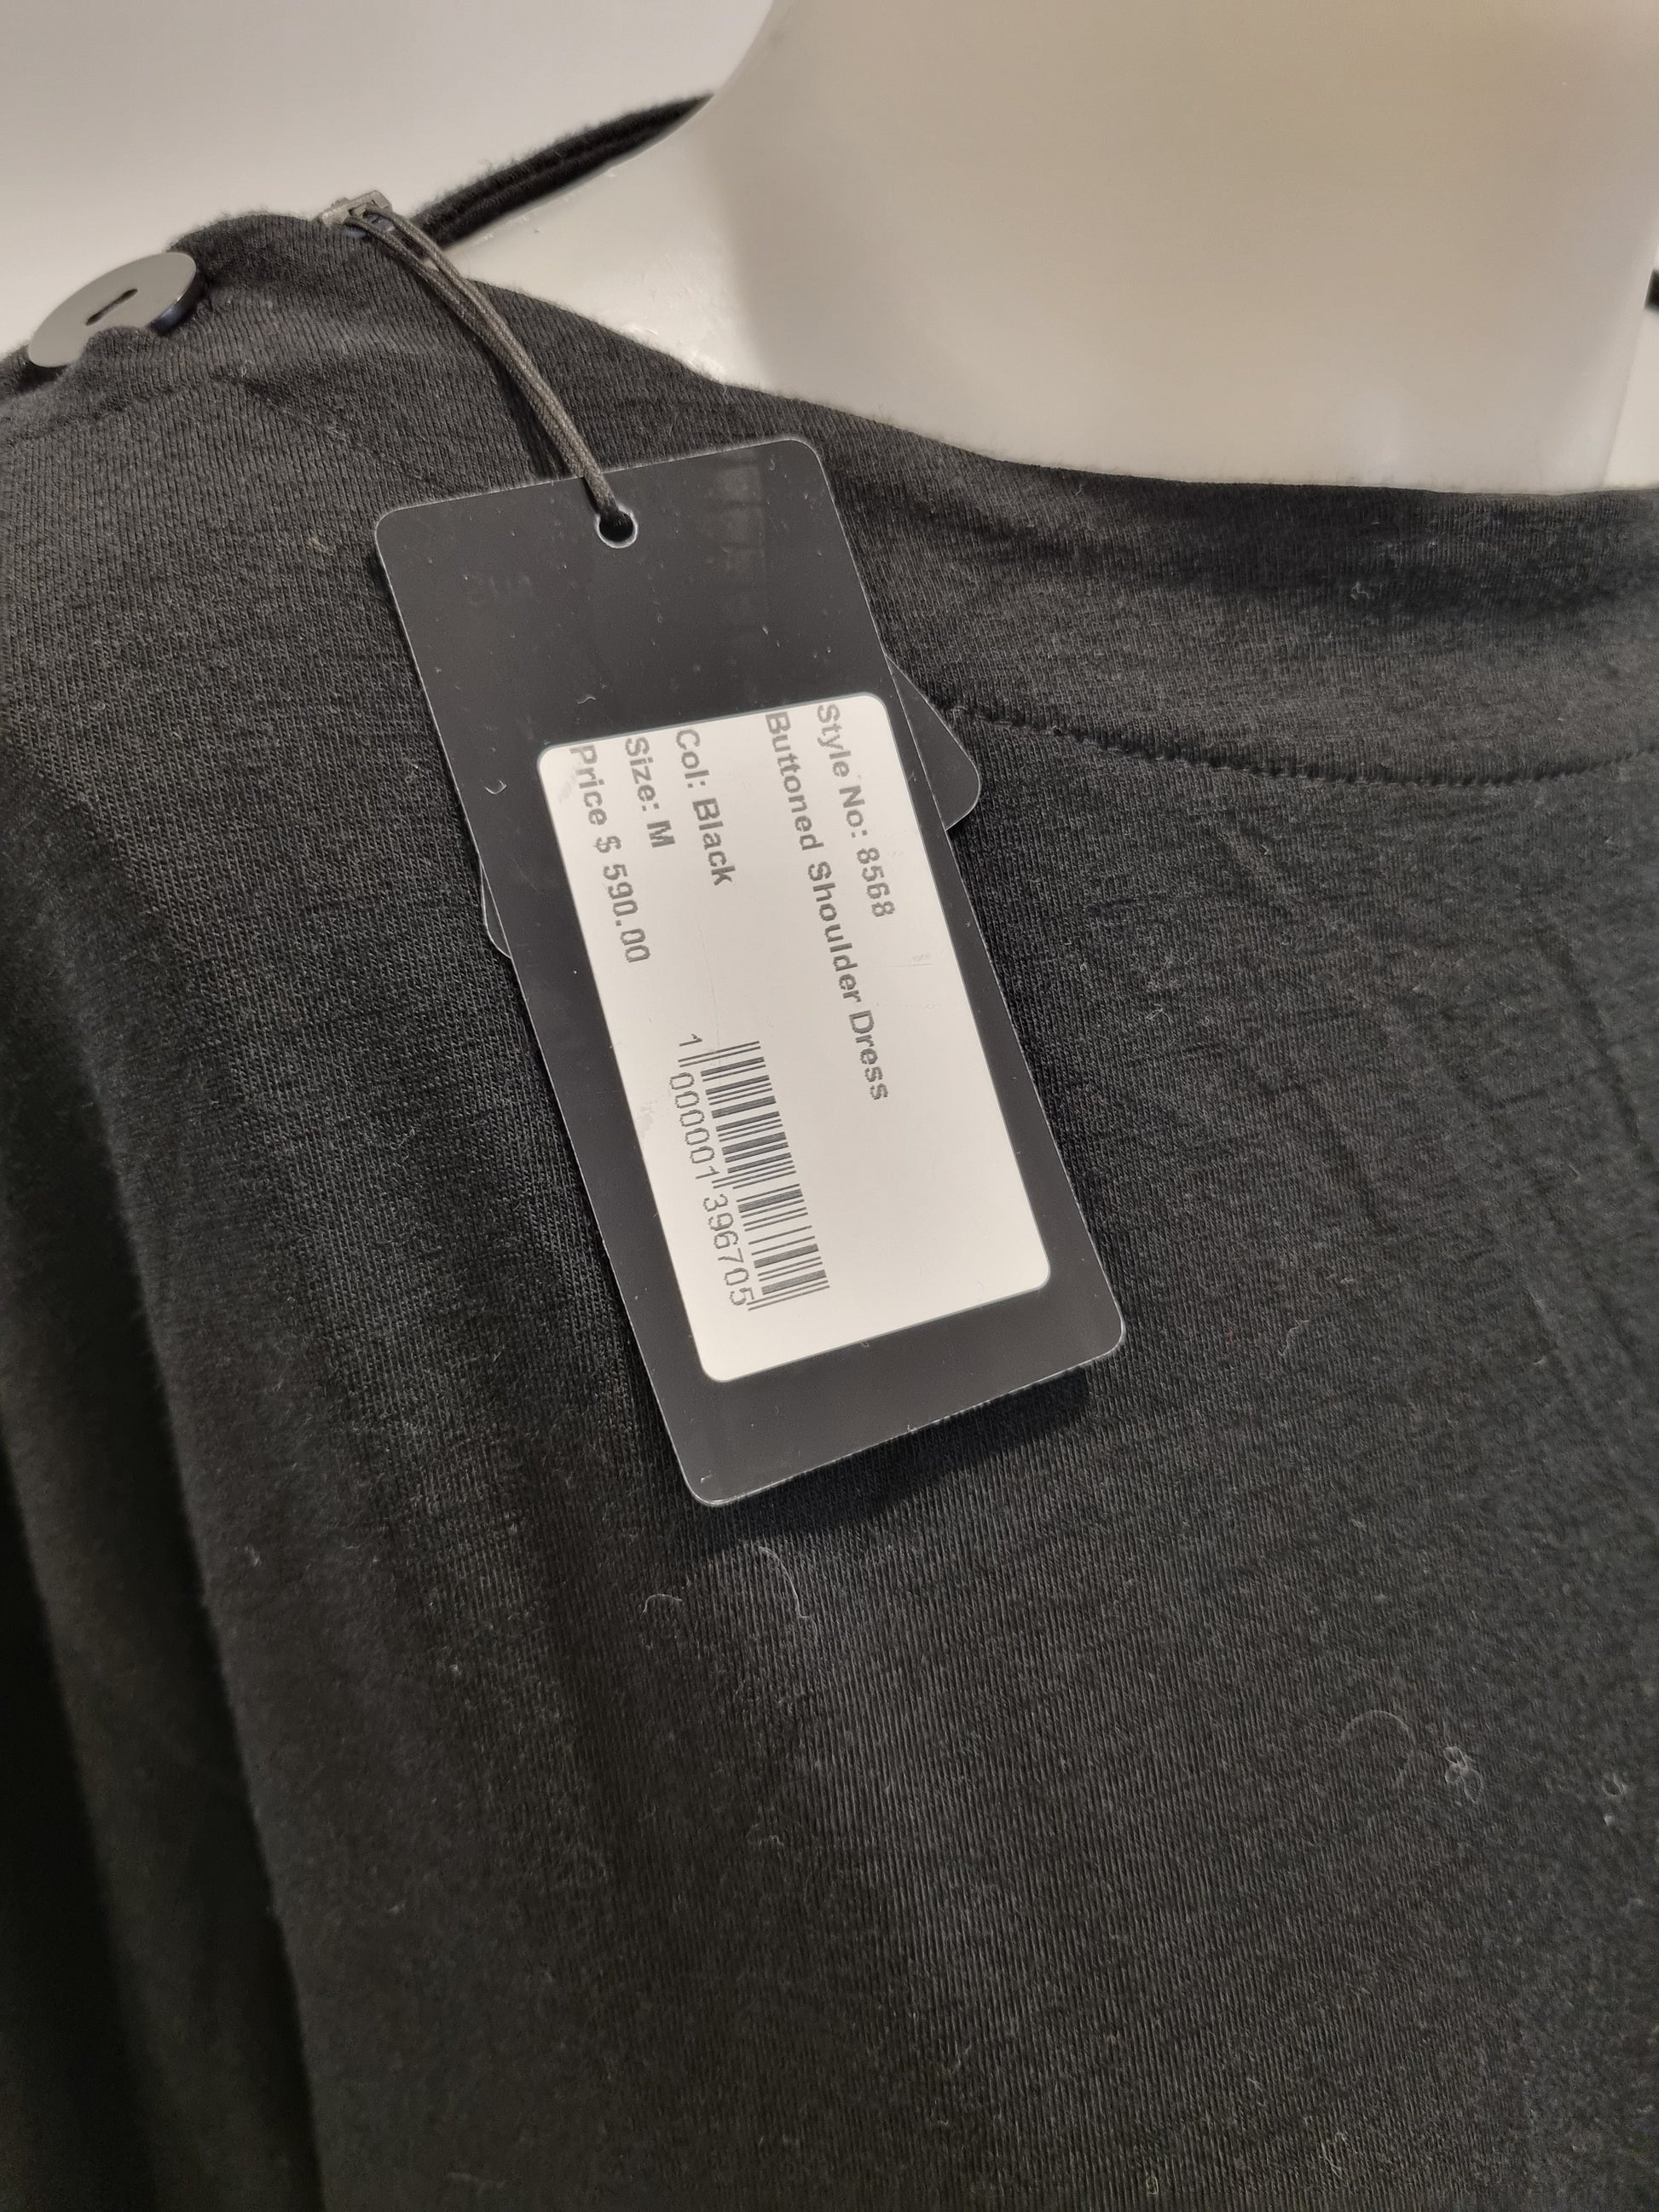 Style No: 8568
Buttoned Shoulder Dress
Col: Black
Size: M
Price $ 590.00
1 000001 396705